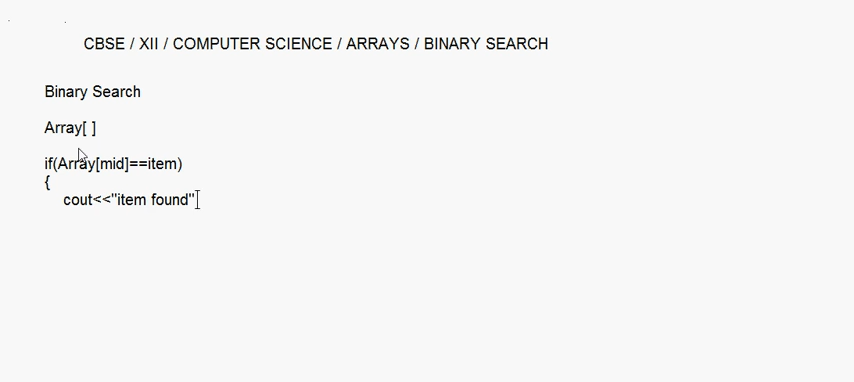 CBSE / XII / COMPUTER SCIENCE / ARRAYS / BINARY SEARCH
Binary Search
Array[ ]
if(Array[mid]==item)
{
cout<<"item found"